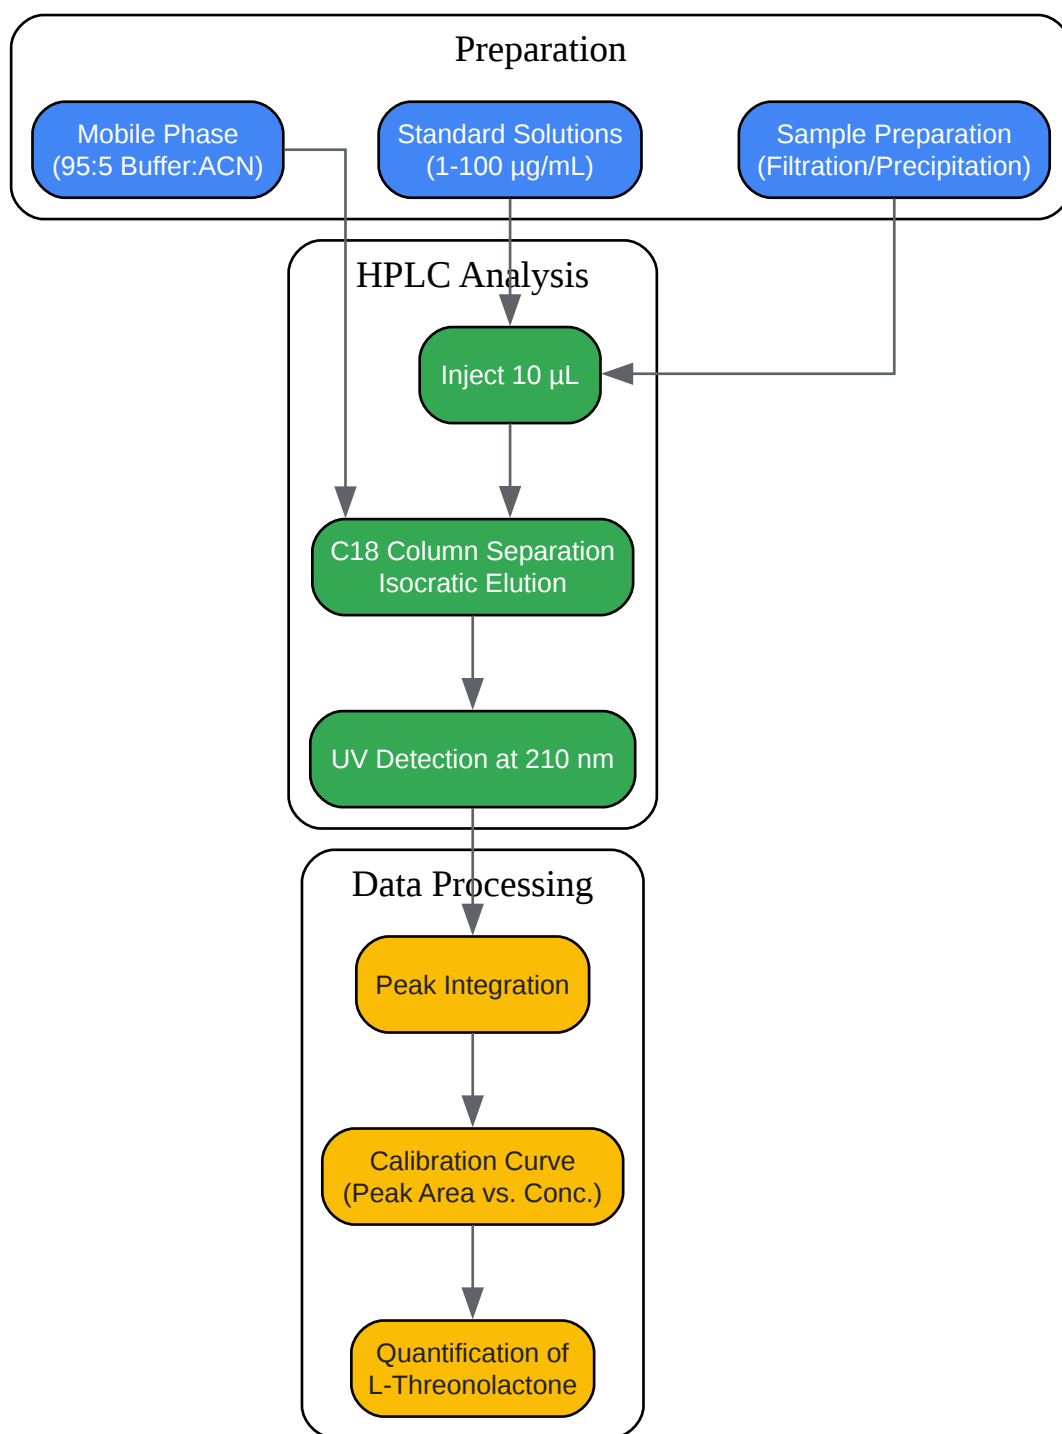 Preparation
Mobile Phase
(95:5 Buffer:ACN)
Standard Solutions
(1-100 µg/mL)
Sample Preparation
(Filtration/Precipitation)
HPLC Analysis
Inject 10 µL
C18 Column Separation
Isocratic Elution
UV Detection at 210 nm
Data Processing
Peak Integration
Calibration Curve
(Peak Area vs. Conc.)
Quantification of
L-Threonolactone